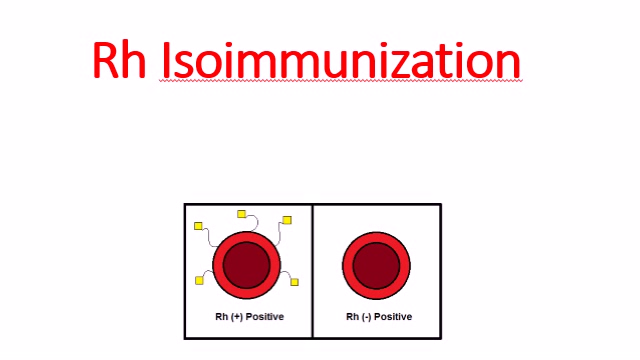 Rh Isoimmunization
Rh (+) Positive
Rh (-) Positive